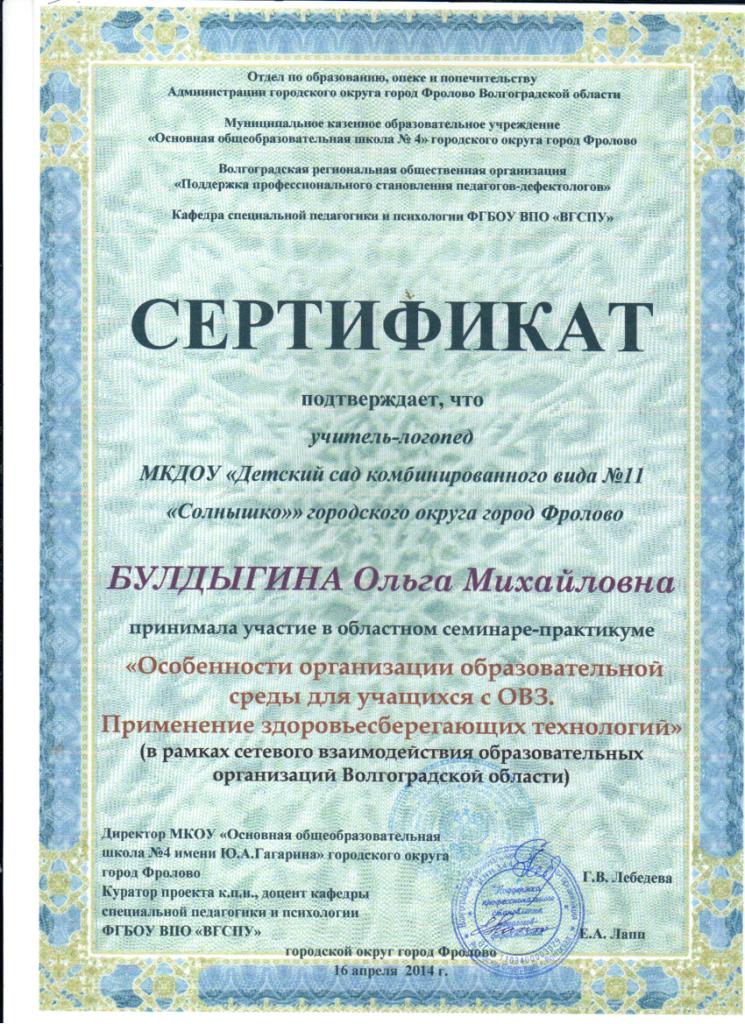 Отдел по образованию, опеке и попечительству
Администрации городского округа город Фролово Волгоградской области
Муниципальное казенное образовательное учреждение
«Основная общеобразовательная школа № 4» городского округа город Фролово
Волгоградская региональная общественная организация
«Поддержка профессионального становления педагогов-дефектологов»
Кафедра специальной педагогики и психологии ФГБОУ ВПО «ВГСПУ»
СЕРТИФИКАТ
подтверждает, что
учитель-логопед
МКДОУ «Детский сад комбинированного вида №11
«Солнышко»» городского округа город Фролово
БУЛДЫГИНА Ольга Михайловна
принимала участие в областном семинаре-практикуме
«Особенности организации образовательной
среды для учащихся с ОВЗ.
Применение здоровьесберегающих технологий»
(в рамках сетевого взаимодействия образовательных
организаций Волгоградской области)
Директор МКОУ «Основная общеобразовательная
школа №4 имени Ю.А.Гагарина» городского округа
город Фролово
Г.В. Лебедева
Куратор проекта к.п.н., доцент кафедры
специальной педагогики и психологии
ФГБОУ ВПО «ВГСПУ»
Е.А. Лапп
"Поддержка
профессионального
становления
городской округ город Фролово
16 апреля 2014 г.